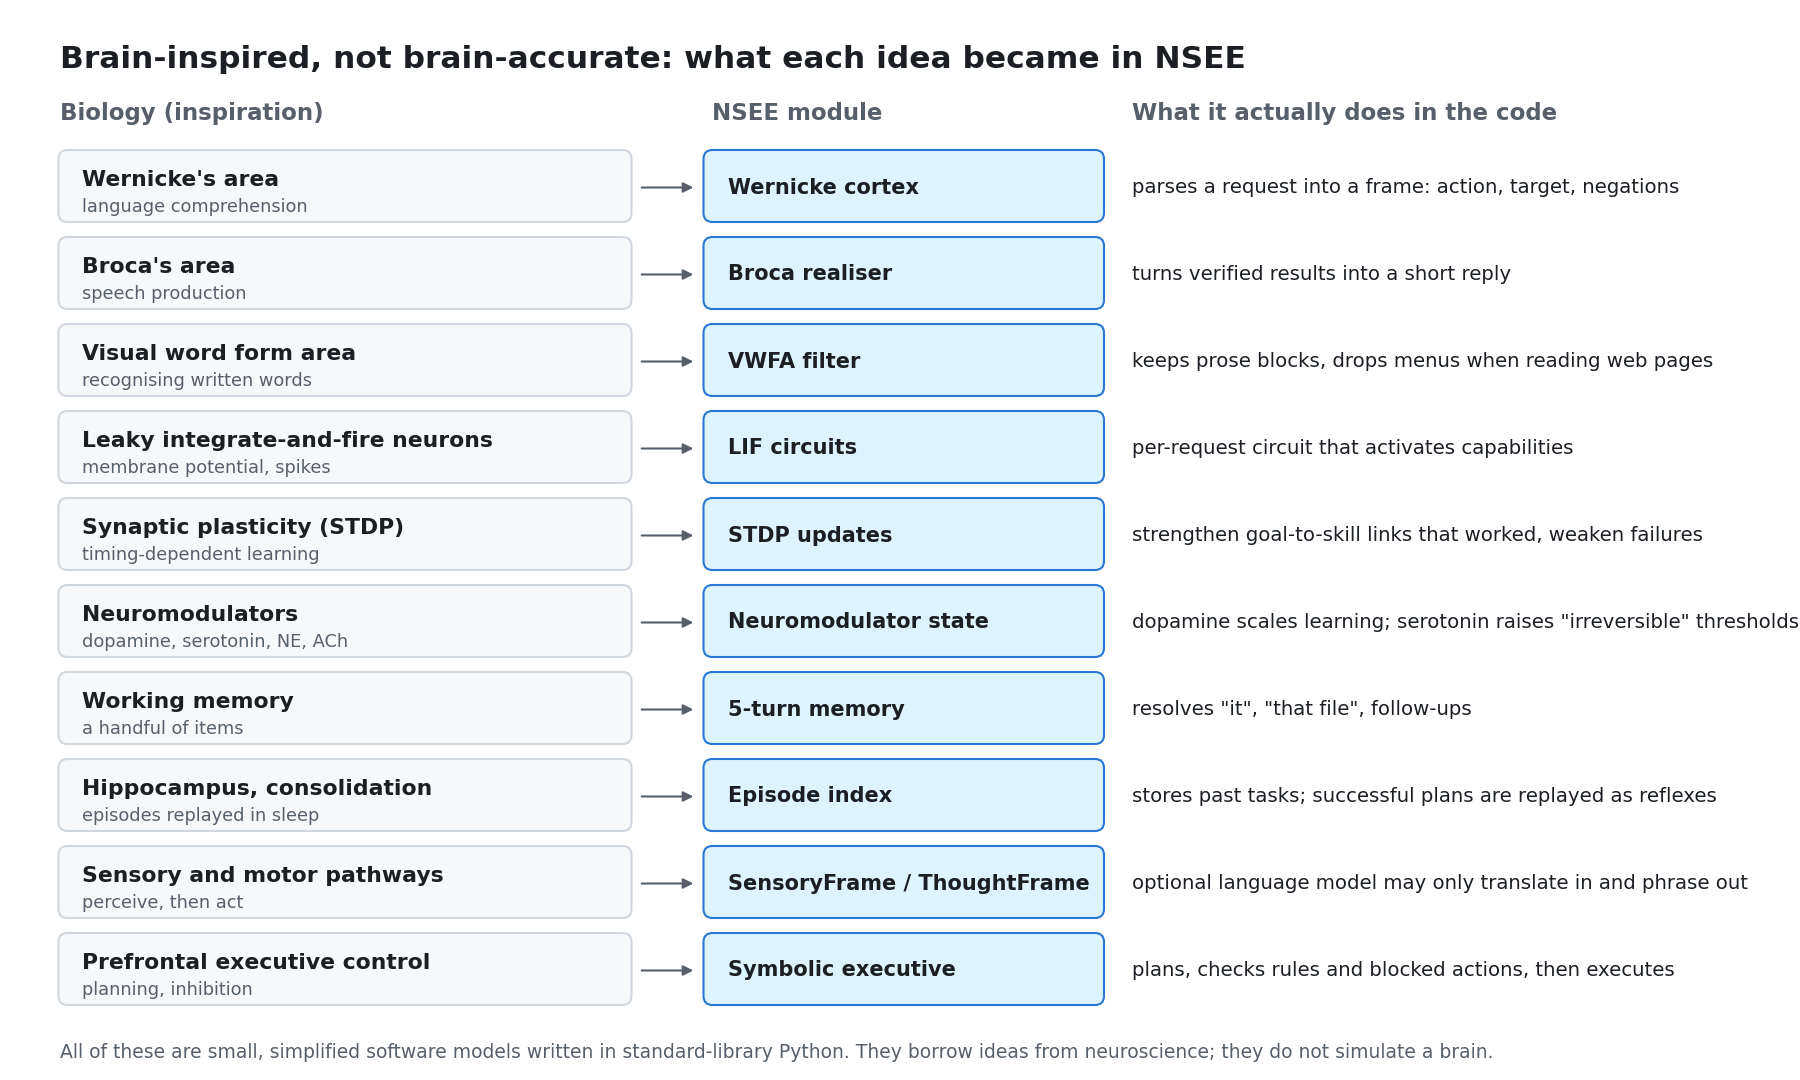 Brain-inspired, not brain-accurate: what each idea became in NSEE
Biology (inspiration)
NSEE module
What it actually does in the code
Wernicke's area
language comprehension
Wernicke cortex
parses a request into a frame: action, target, negations
Broca's area
speech production
Broca realiser
turns verified results into a short reply
Visual word form area
recognising written words
VWFA filter
keeps prose blocks, drops menus when reading web pages
Leaky integrate-and-fire neurons
membrane potential, spikes
LIF circuits
per-request circuit that activates capabilities
Synaptic plasticity (STDP)
timing-dependent learning
STDP updates
strengthen goal-to-skill links that worked, weaken failures
Neuromodulators
dopamine, serotonin, NE, ACh
Neuromodulator state
dopamine scales learning; serotonin raises "irreversible" thresholds
Working memory
a handful of items
5-turn memory
resolves "it", "that file", follow-ups
Hippocampus, consolidation
episodes replayed in sleep
Episode index
stores past tasks; successful plans are replayed as reflexes
Sensory and motor pathways
perceive, then act
SensoryFrame / ThoughtFrame
optional language model may only translate in and phrase out
Prefrontal executive control
planning, inhibition
Symbolic executive
plans, checks rules and blocked actions, then executes
All of these are small, simplified software models written in standard-library Python. They borrow ideas from neuroscience; they do not simulate a brain.